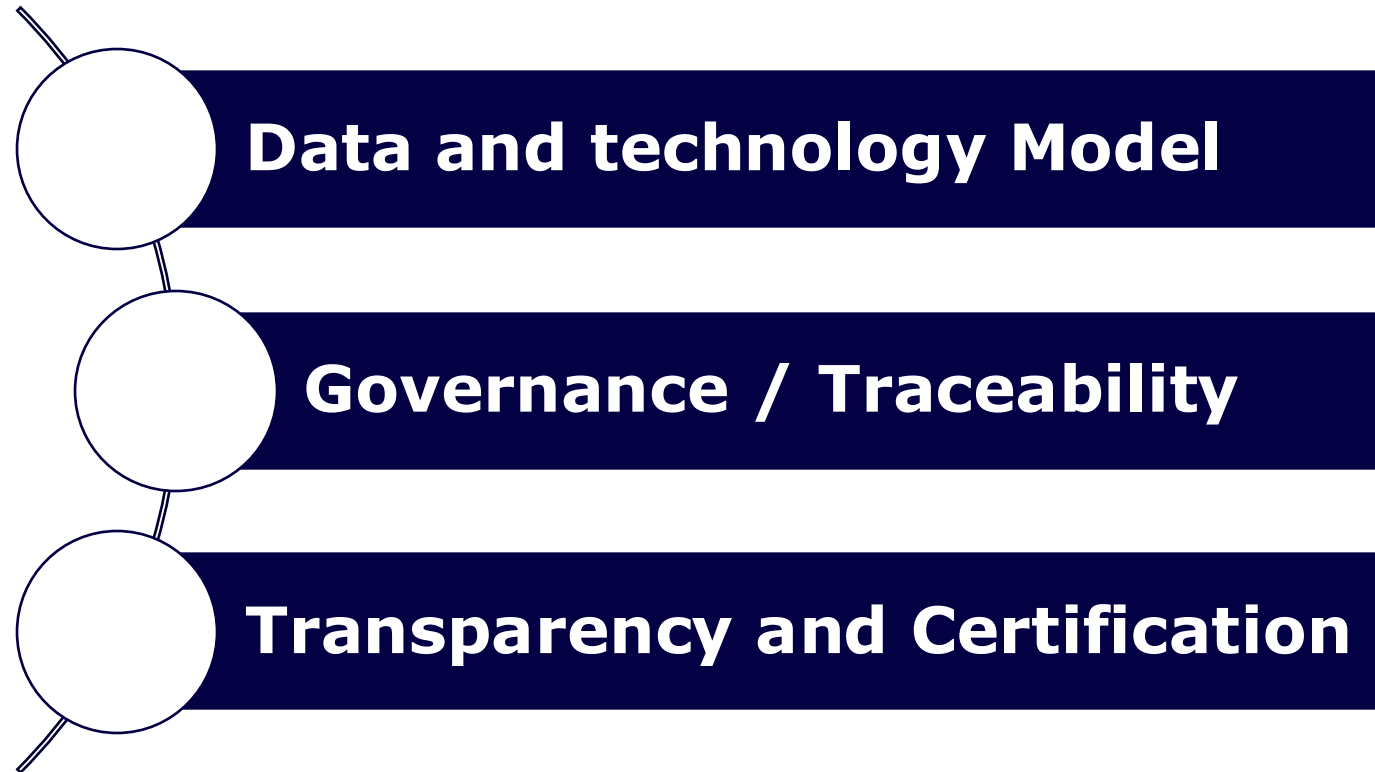 Data and technology Model
Governance / Traceability
Transparency and Certification